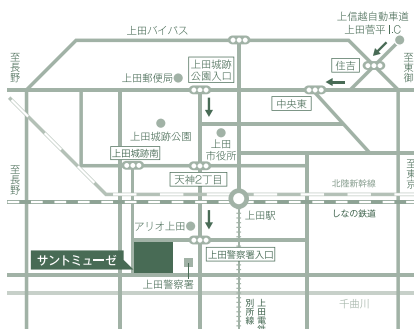 上信越自動車道
上田菅平 I.C
上田バイパス
至長野
上田城跡
公園入口
住吉
至東御
上田郵便局
中央東
上田城跡公園
上田
市役所
上田城跡南
天神2丁目
至長野
至東京
北陸新幹線
上田駅
しなの鉄道
アリオ上田
サントミューゼ
上田警察署入口
上田警察署
上田電鉄
別所線
千曲川